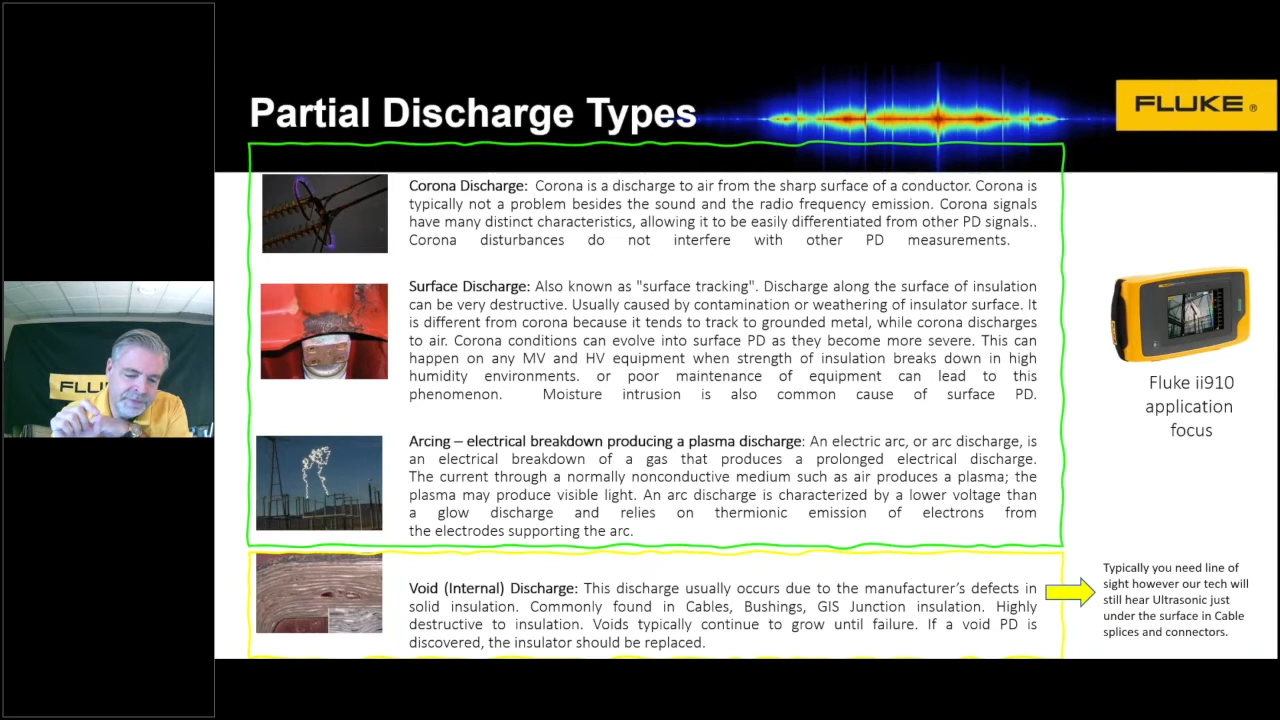 Partial Discharge Types
FLUKE ®
Corona Discharge: Corona is a discharge to air from the sharp surface of a conductor. Corona is
typically not a problem besides the sound and the radio frequency emission. Corona signals
have many distinct characteristics, allowing it to be easily differentiated from other PD signals..
Corona disturbances do not interfere with other PD measurements.
Surface Discharge: Also known as "surface tracking". Discharge along the surface of insulation
can be very destructive. Usually caused by contamination or weathering of insulator surface. It
is different from corona because it tends to track to grounded metal, while corona discharges
to air. Corona conditions can evolve into surface PD as they become more severe. This can
happen on any MV and HV equipment when strength of insulation breaks down in high
humidity environments. or poor maintenance of equipment can lead to this
phenomenon. Moisture intrusion is also common cause of surface PD.
Fluke ii910
application
focus
FLU
Arcing – electrical breakdown producing a plasma discharge: An electric arc, or arc discharge, is
an electrical breakdown of a gas that produces a prolonged electrical discharge.
The current through a normally nonconductive medium such as air produces a plasma; the
plasma may produce visible light. An arc discharge is characterized by a lower voltage than
a glow discharge and relies on thermionic emission of electrons from
the electrodes supporting the arc.
Void (Internal) Discharge: This discharge usually occurs due to the manufacturer's defects in
solid insulation. Commonly found in Cables, Bushings, GIS Junction insulation. Highly
destructive to insulation. Voids typically continue to grow until failure. If a void PD is
discovered, the insulator should be replaced.
Typically you need line of
sight however our tech will
still hear Ultrasonic just
under the surface in Cable
splices and connectors.